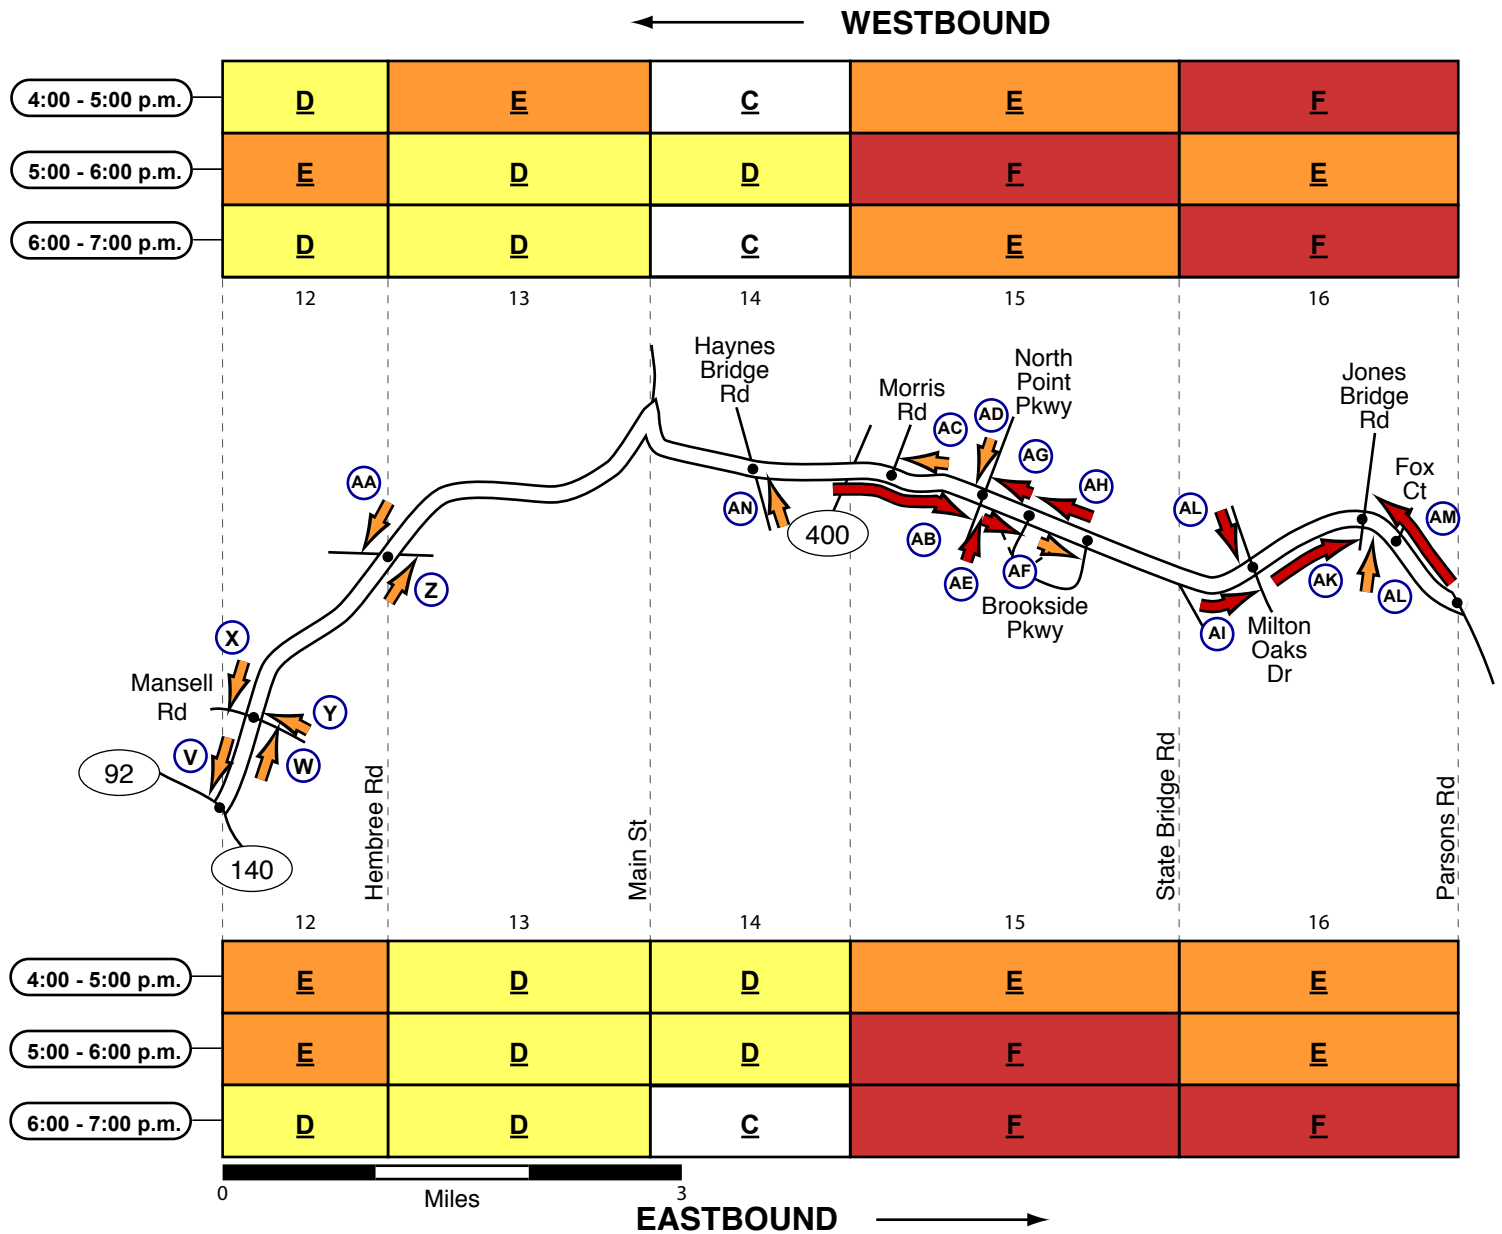 WESTBOUND
4:00 - 5:00 p.m. D E C E F
5:00 - 6:00 p.m. E D D F E
6:00 - 7:00 p.m. D D C E F
12 13 14 15 16
Haynes
Bridge
Rd
Morris
Rd
North
Point
Pkwy
Jones
Bridge
Rd
Fox
Ct
AA
AC
AD
AG
AH
AN
400
AB
AE
AF
AL
AM
Z
Brookside
Pkwy
AI
Milton
Oaks
Dr
AK
AL
X
Mansell
Rd
Y
V
W
92
140
Hembree Rd
Main St
State Bridge Rd
Parsons Rd
12 13 14 15 16
4:00 - 5:00 p.m. E D D E E
5:00 - 6:00 p.m. E D D F E
6:00 - 7:00 p.m. D D C F F
0 Miles 3
EASTBOUND